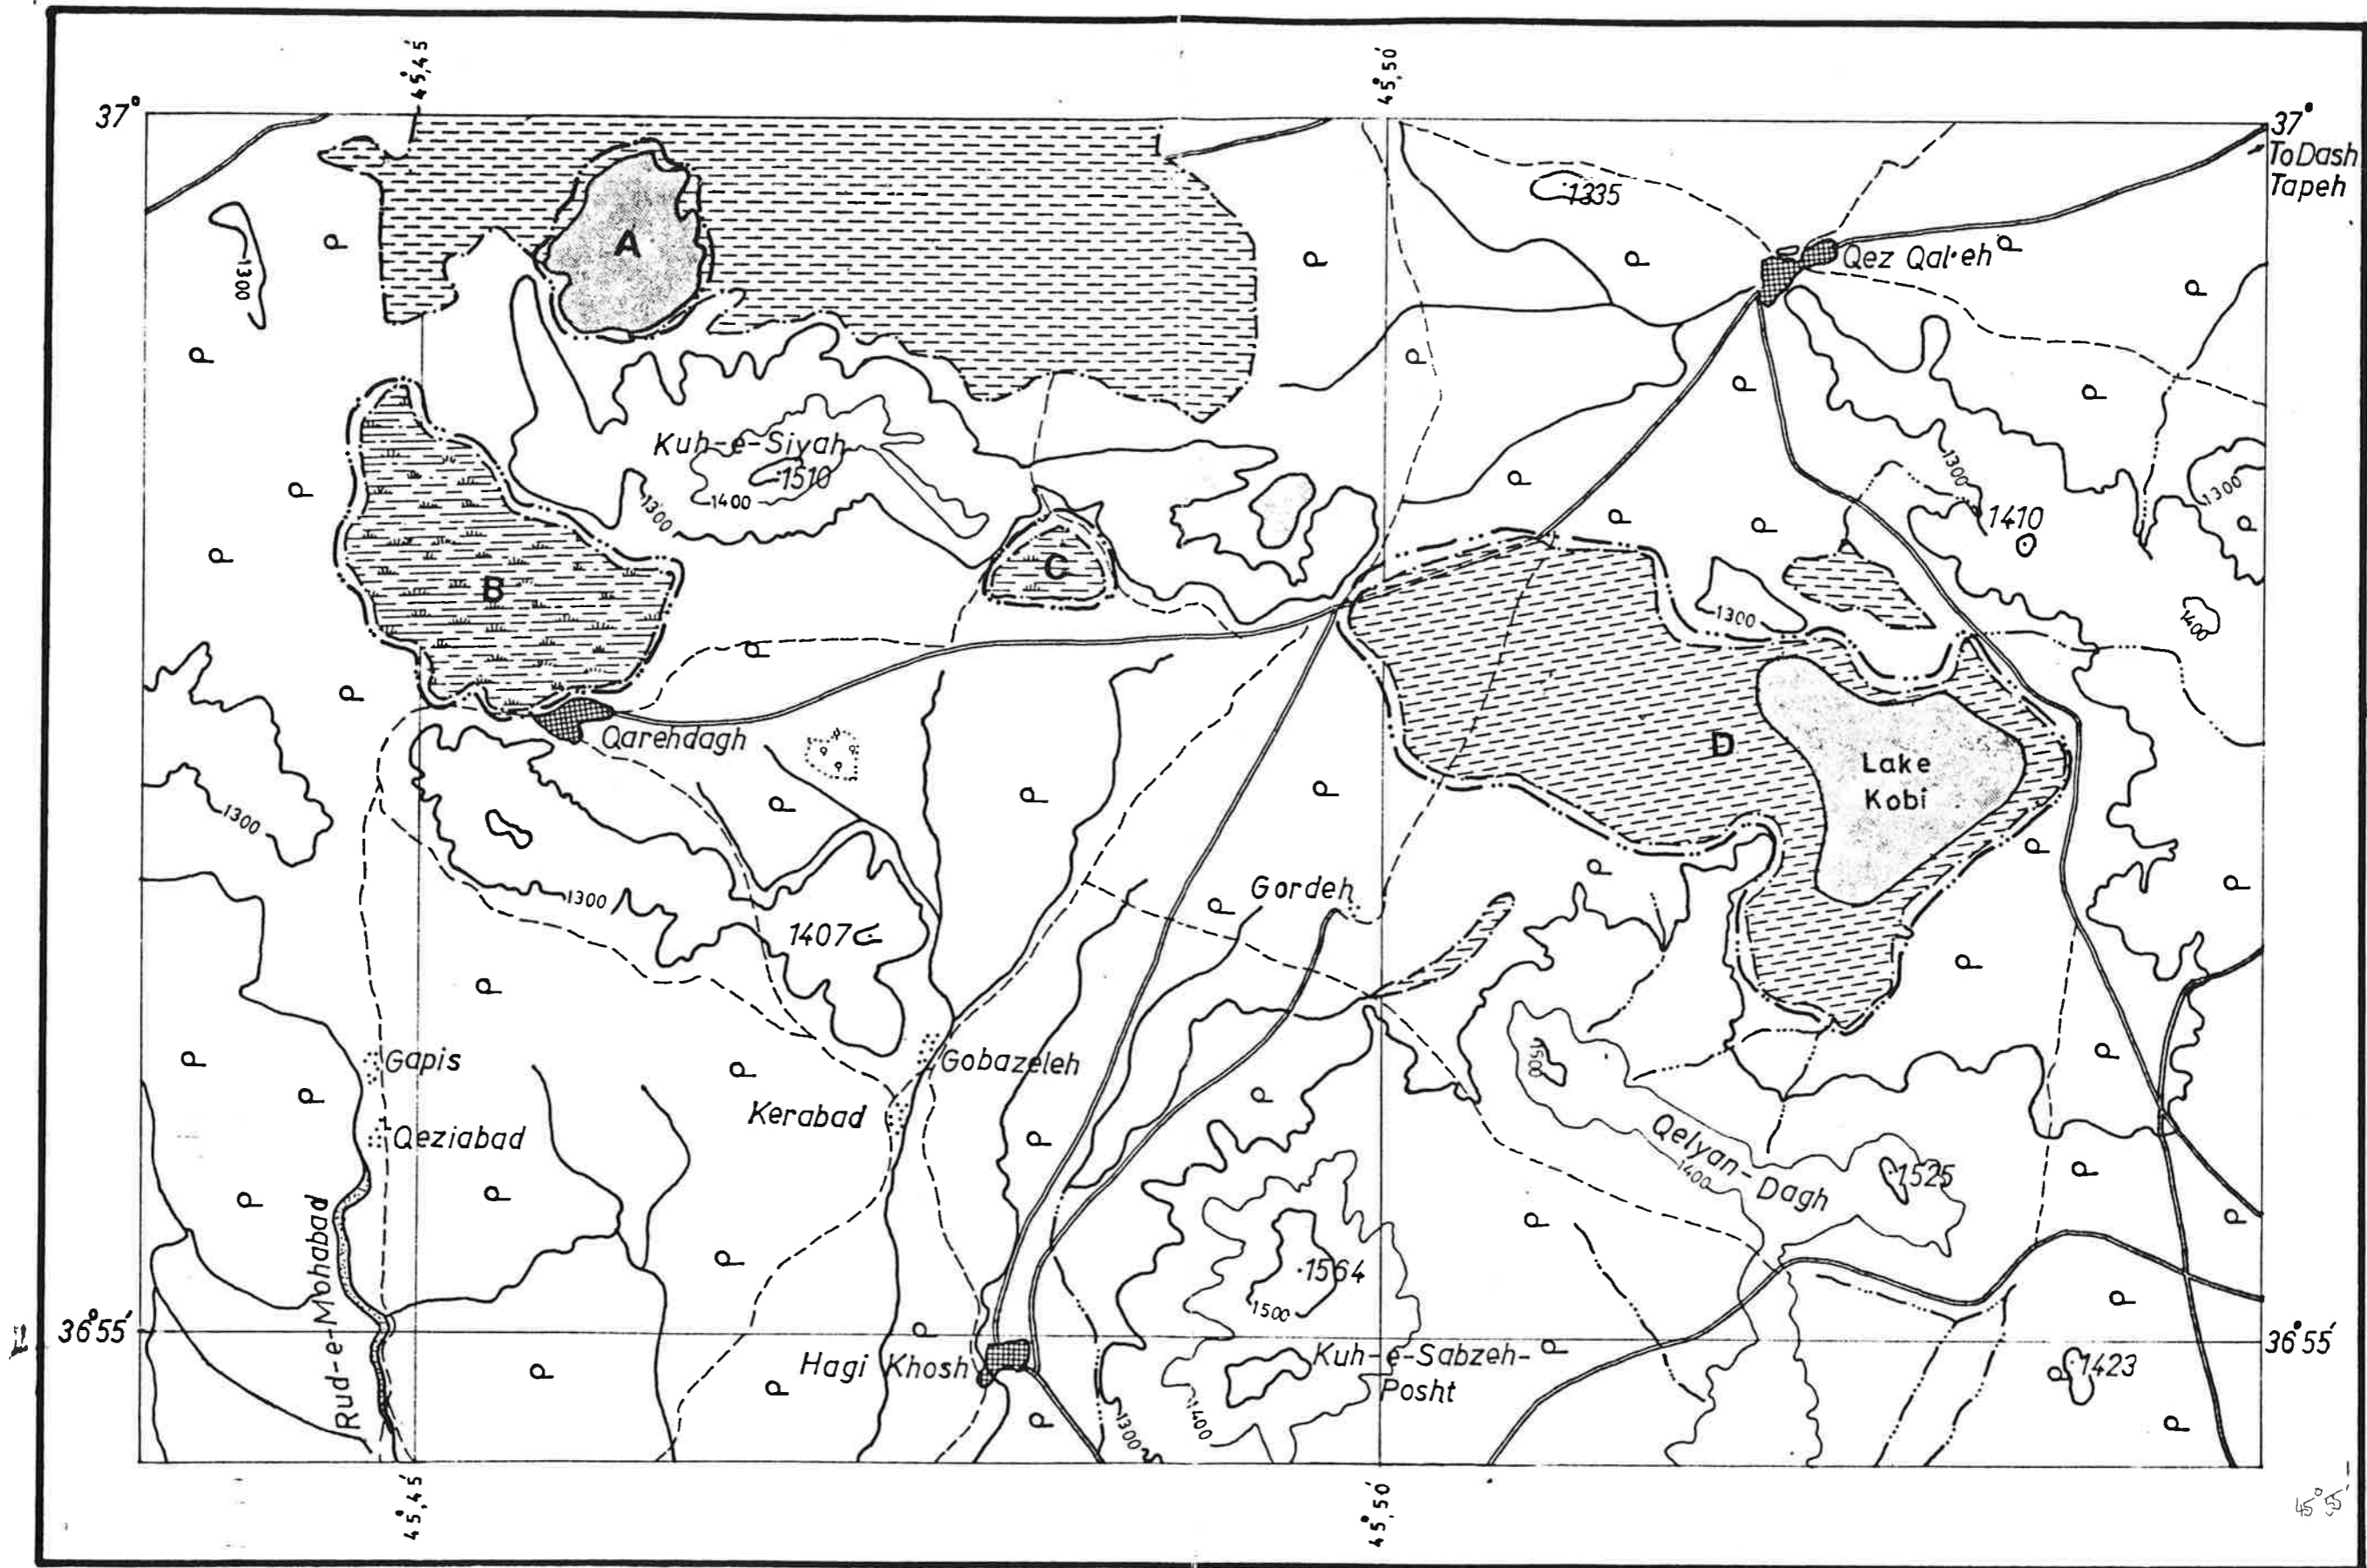 45°,45'
45°,50'
37°
37°
To Dash
Tapeh
1335
A
Qez Qal·eh
1300
Kuh-e-Siyah
·1510
1400
1300
1300
1300
1410
B
C
1300
1400
Qarehdagh
D
Lake
Kobi
1300
1300
1407
Gordeh
Gapis
Gobazeleh
1500
Kerabad
Qeziabad
Qelyan-Dagh
1400
1525
Rud-e-Mohabad
·1564
1500
36°55'
36°55'
Hagi Khosh
Kuh-e-Sabzeh-
Posht
1423
1300
1400
45°,45'
45°,50'
45°55'